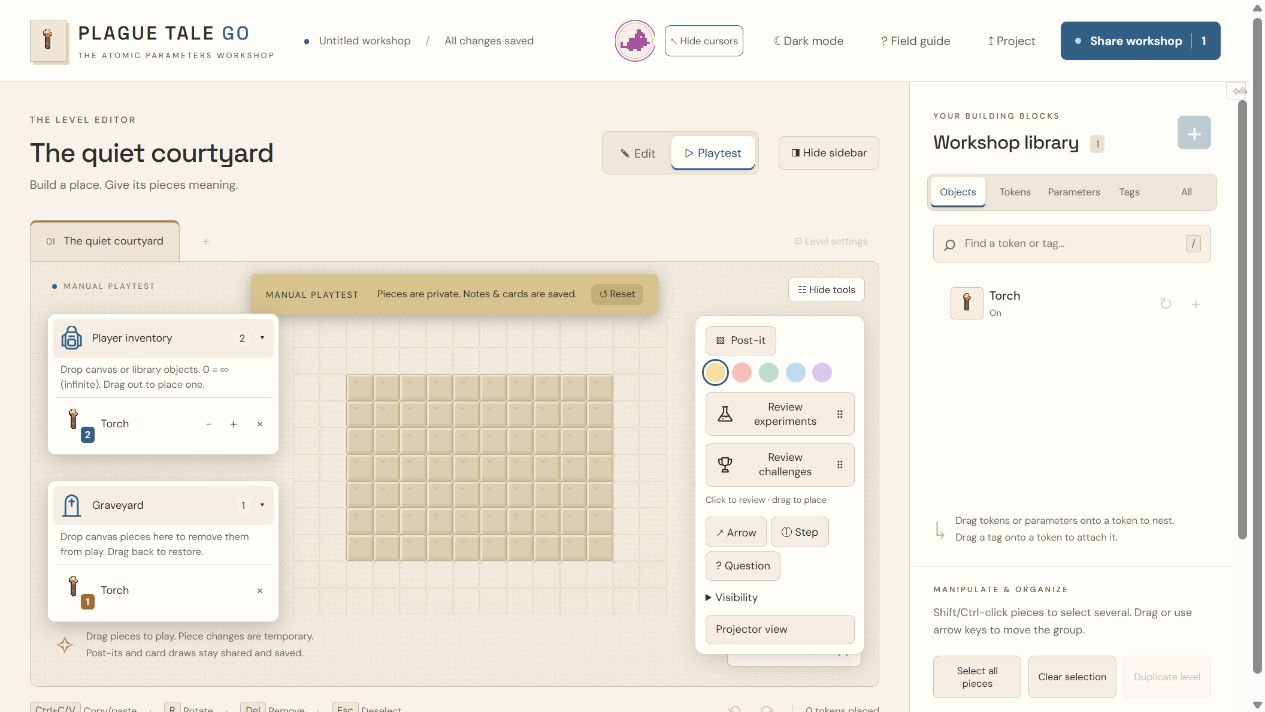 PLAGUE TALE GO
THE ATOMIC PARAMETERS WORKSHOP
Untitled workshop / All changes saved
Hide cursors
Dark mode
? Field guide
Project
Share workshop 1
THE LEVEL EDITOR
The quiet courtyard
Build a place. Give its pieces meaning.
Edit
Playtest
Hide sidebar
01 The quiet courtyard
+
Level settings
MANUAL PLAYTEST
MANUAL PLAYTEST Pieces are private. Notes & cards are saved. Reset
Hide tools
Player inventory 2
Drop canvas or library objects. 0 = ∞
(infinite). Drag out to place one.
Torch − + ×
2
Graveyard 1
Drop canvas pieces here to remove them
from play. Drag back to restore.
Torch ×
1
Drag pieces to play. Piece changes are temporary.
Post-its and card draws stay shared and saved.
Post-it
Review
experiments
Review
challenges
Click to review · drag to place
Arrow
Step
? Question
Visibility
Projector view
Ctrl+C/V Copy/paste · R Rotate · Del Remove · Esc Deselect
0 tokens placed
YOUR BUILDING BLOCKS
Workshop library 1
+
Objects Tokens Parameters Tags All
Find a token or tag... /
Torch
On
+
Drag tokens or parameters onto a token to nest.
Drag a tag onto a token to attach it.
MANIPULATE & ORGANIZE
Shift/Ctrl-click pieces to select several. Drag or use
arrow keys to move the group.
Select all
pieces
Clear selection
Duplicate level